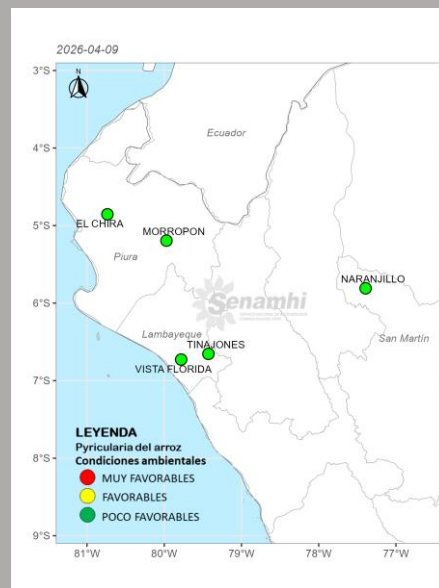 2026-04-09
3°S
N
Ecuador
4°S
EL CHIRA
5°S
MORROPON
Piura
NARANJILLO
6°S
Senamhi
Lambayeque
TINAJONES
San Martín
VISTA FLORIDA
7°S
LEYENDA
Pyricularia del arroz
Condiciones ambientales
MUY FAVORABLES
8°S
FAVORABLES
POCO FAVORABLES
9°S
81°W 80°W 79°W 78°W 77°W